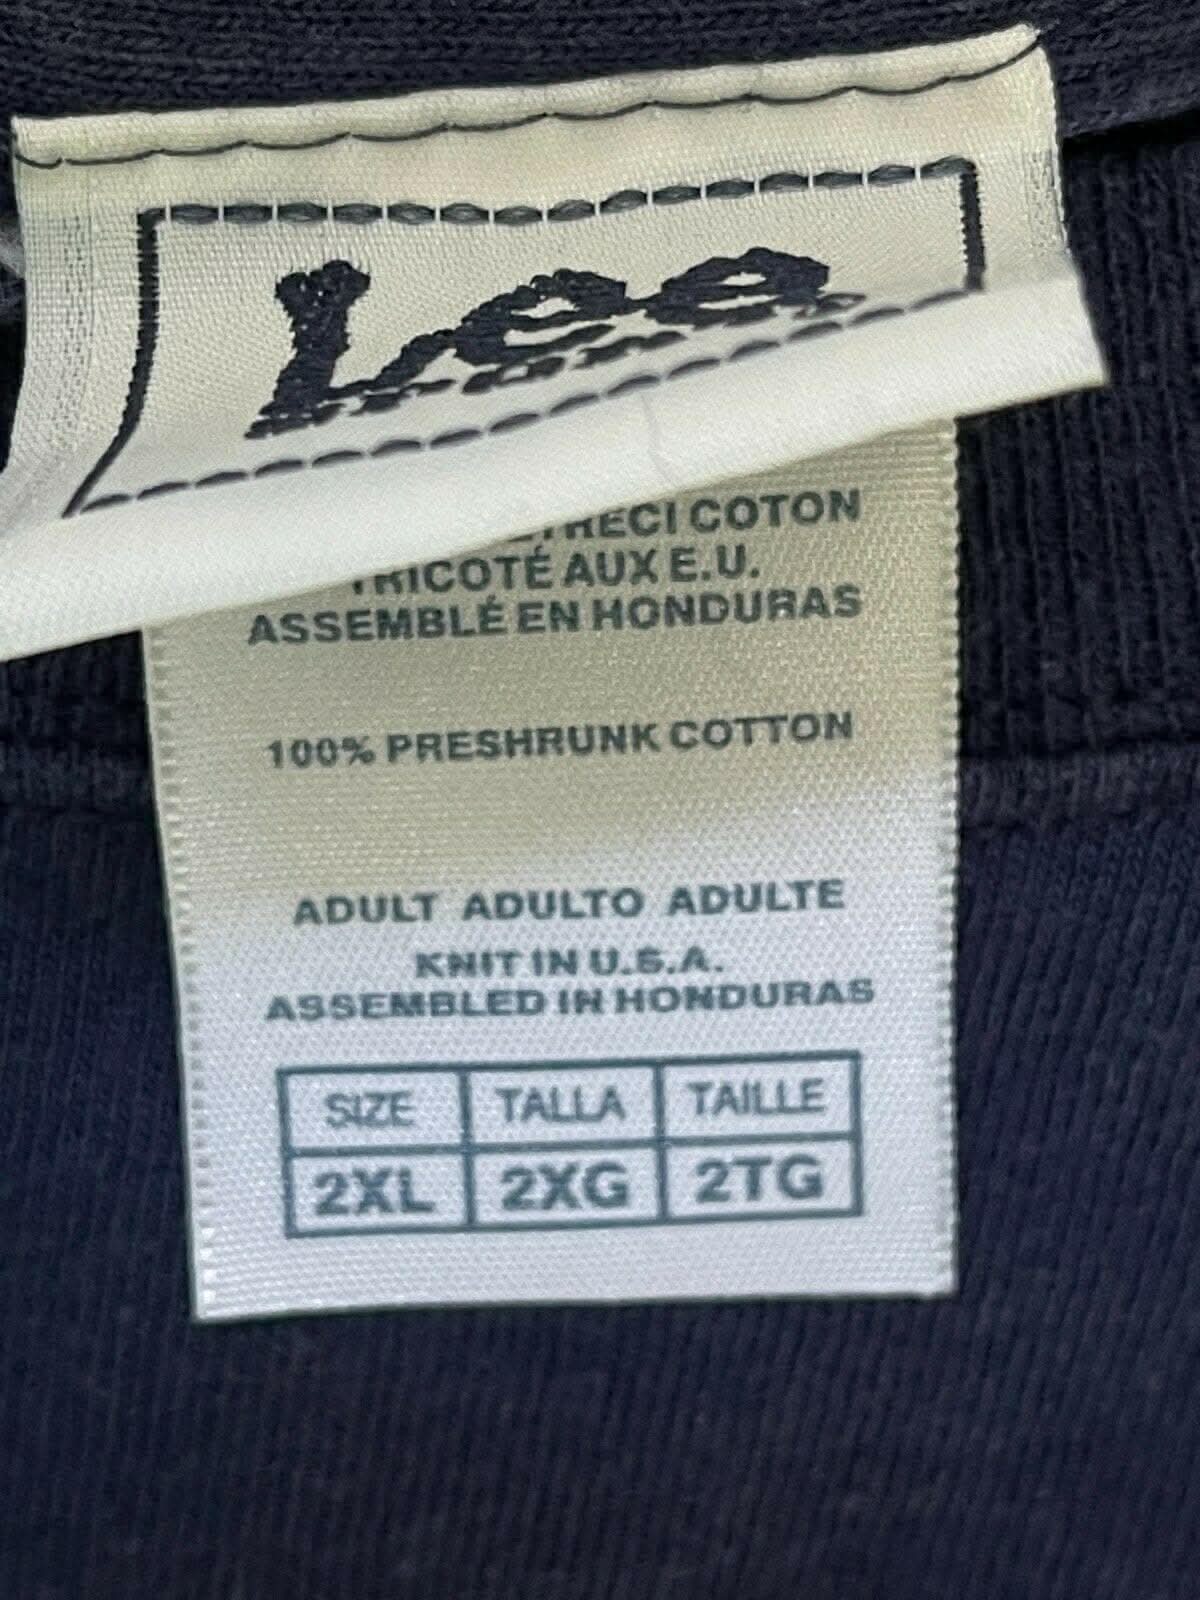 Lee
COTON
TRICOTÉ AUX E.U.
ASSEMBLÉ EN HONDURAS
100% PRESHRUNK COTTON
ADULT ADULTO ADULTE
KNIT IN U.S.A.
ASSEMBLED IN HONDURAS
SIZE TALLA TAILLE
2XL 2XG 2TG